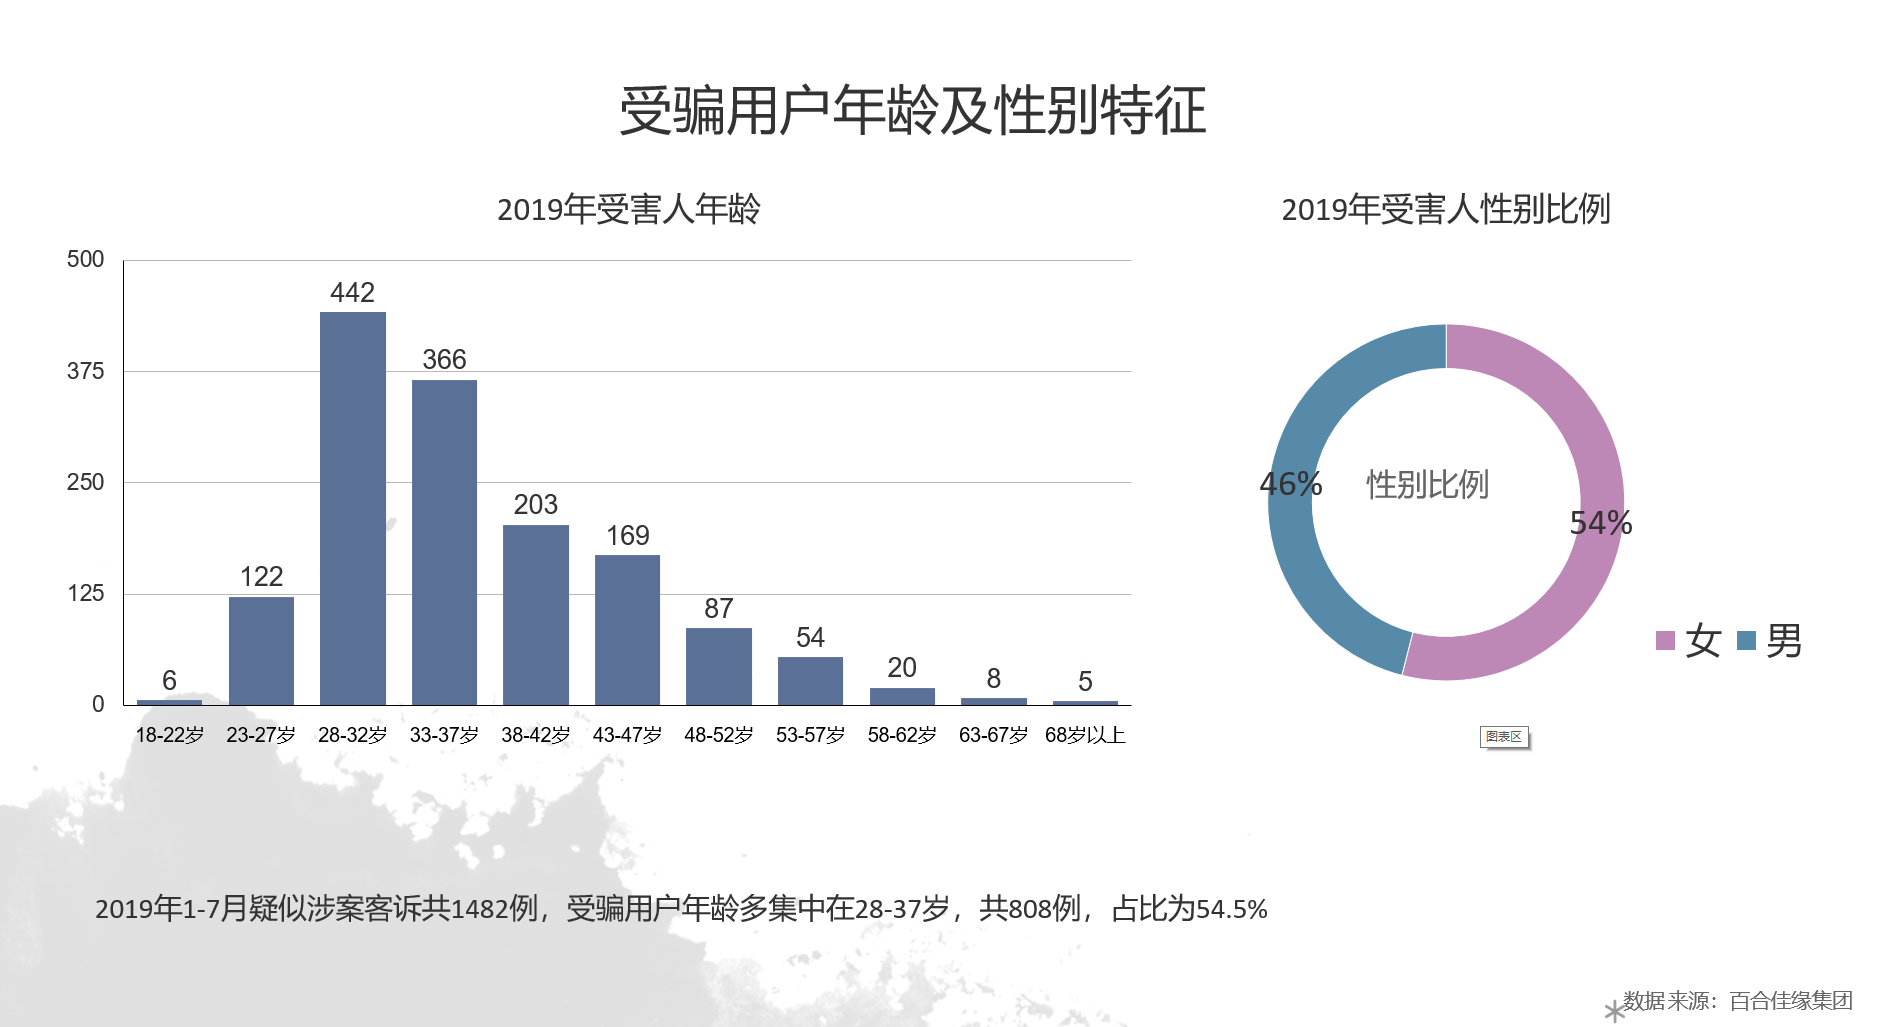 受骗用户年龄及性别特征
2019年受害人年龄
500
375
250
125
0
6
122
442
366
203
169
87
54
20
8
5
18-22岁
23-27岁
28-32岁
33-37岁
38-42岁
43-47岁
48-52岁
53-57岁
58-62岁
63-67岁
68岁以上
2019年受害人性别比例
46%
性别比例
54%
女 男
图表区
2019年1-7月疑似涉案客诉共1482例，受骗用户年龄多集中在28-37岁，共808例，占比为54.5%
数据来源：百合佳缘集团